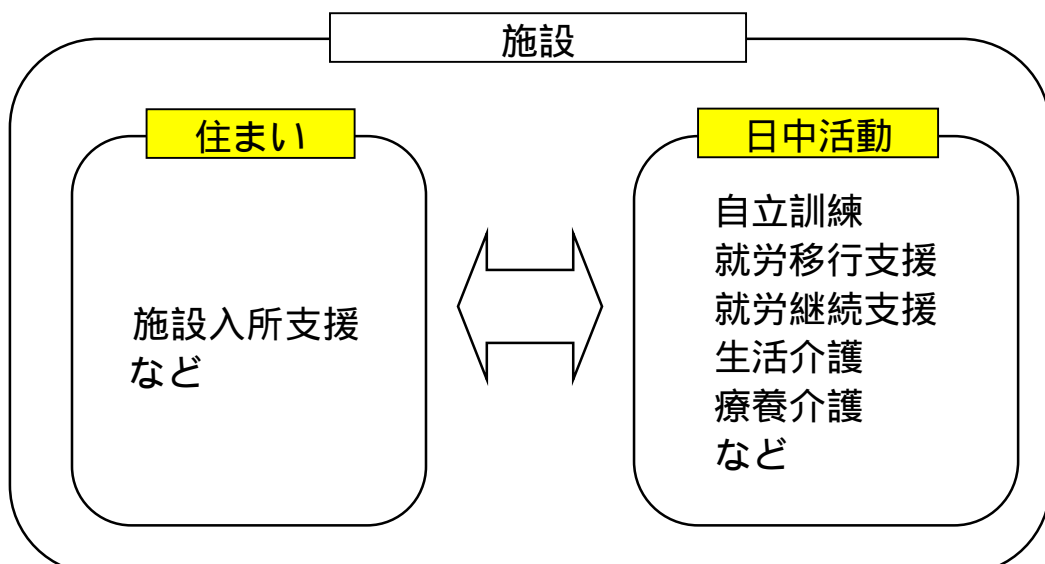 施設
住まい
施設入所支援
など
日中活動
自立訓練
就労移行支援
就労継続支援
生活介護
療養介護
など